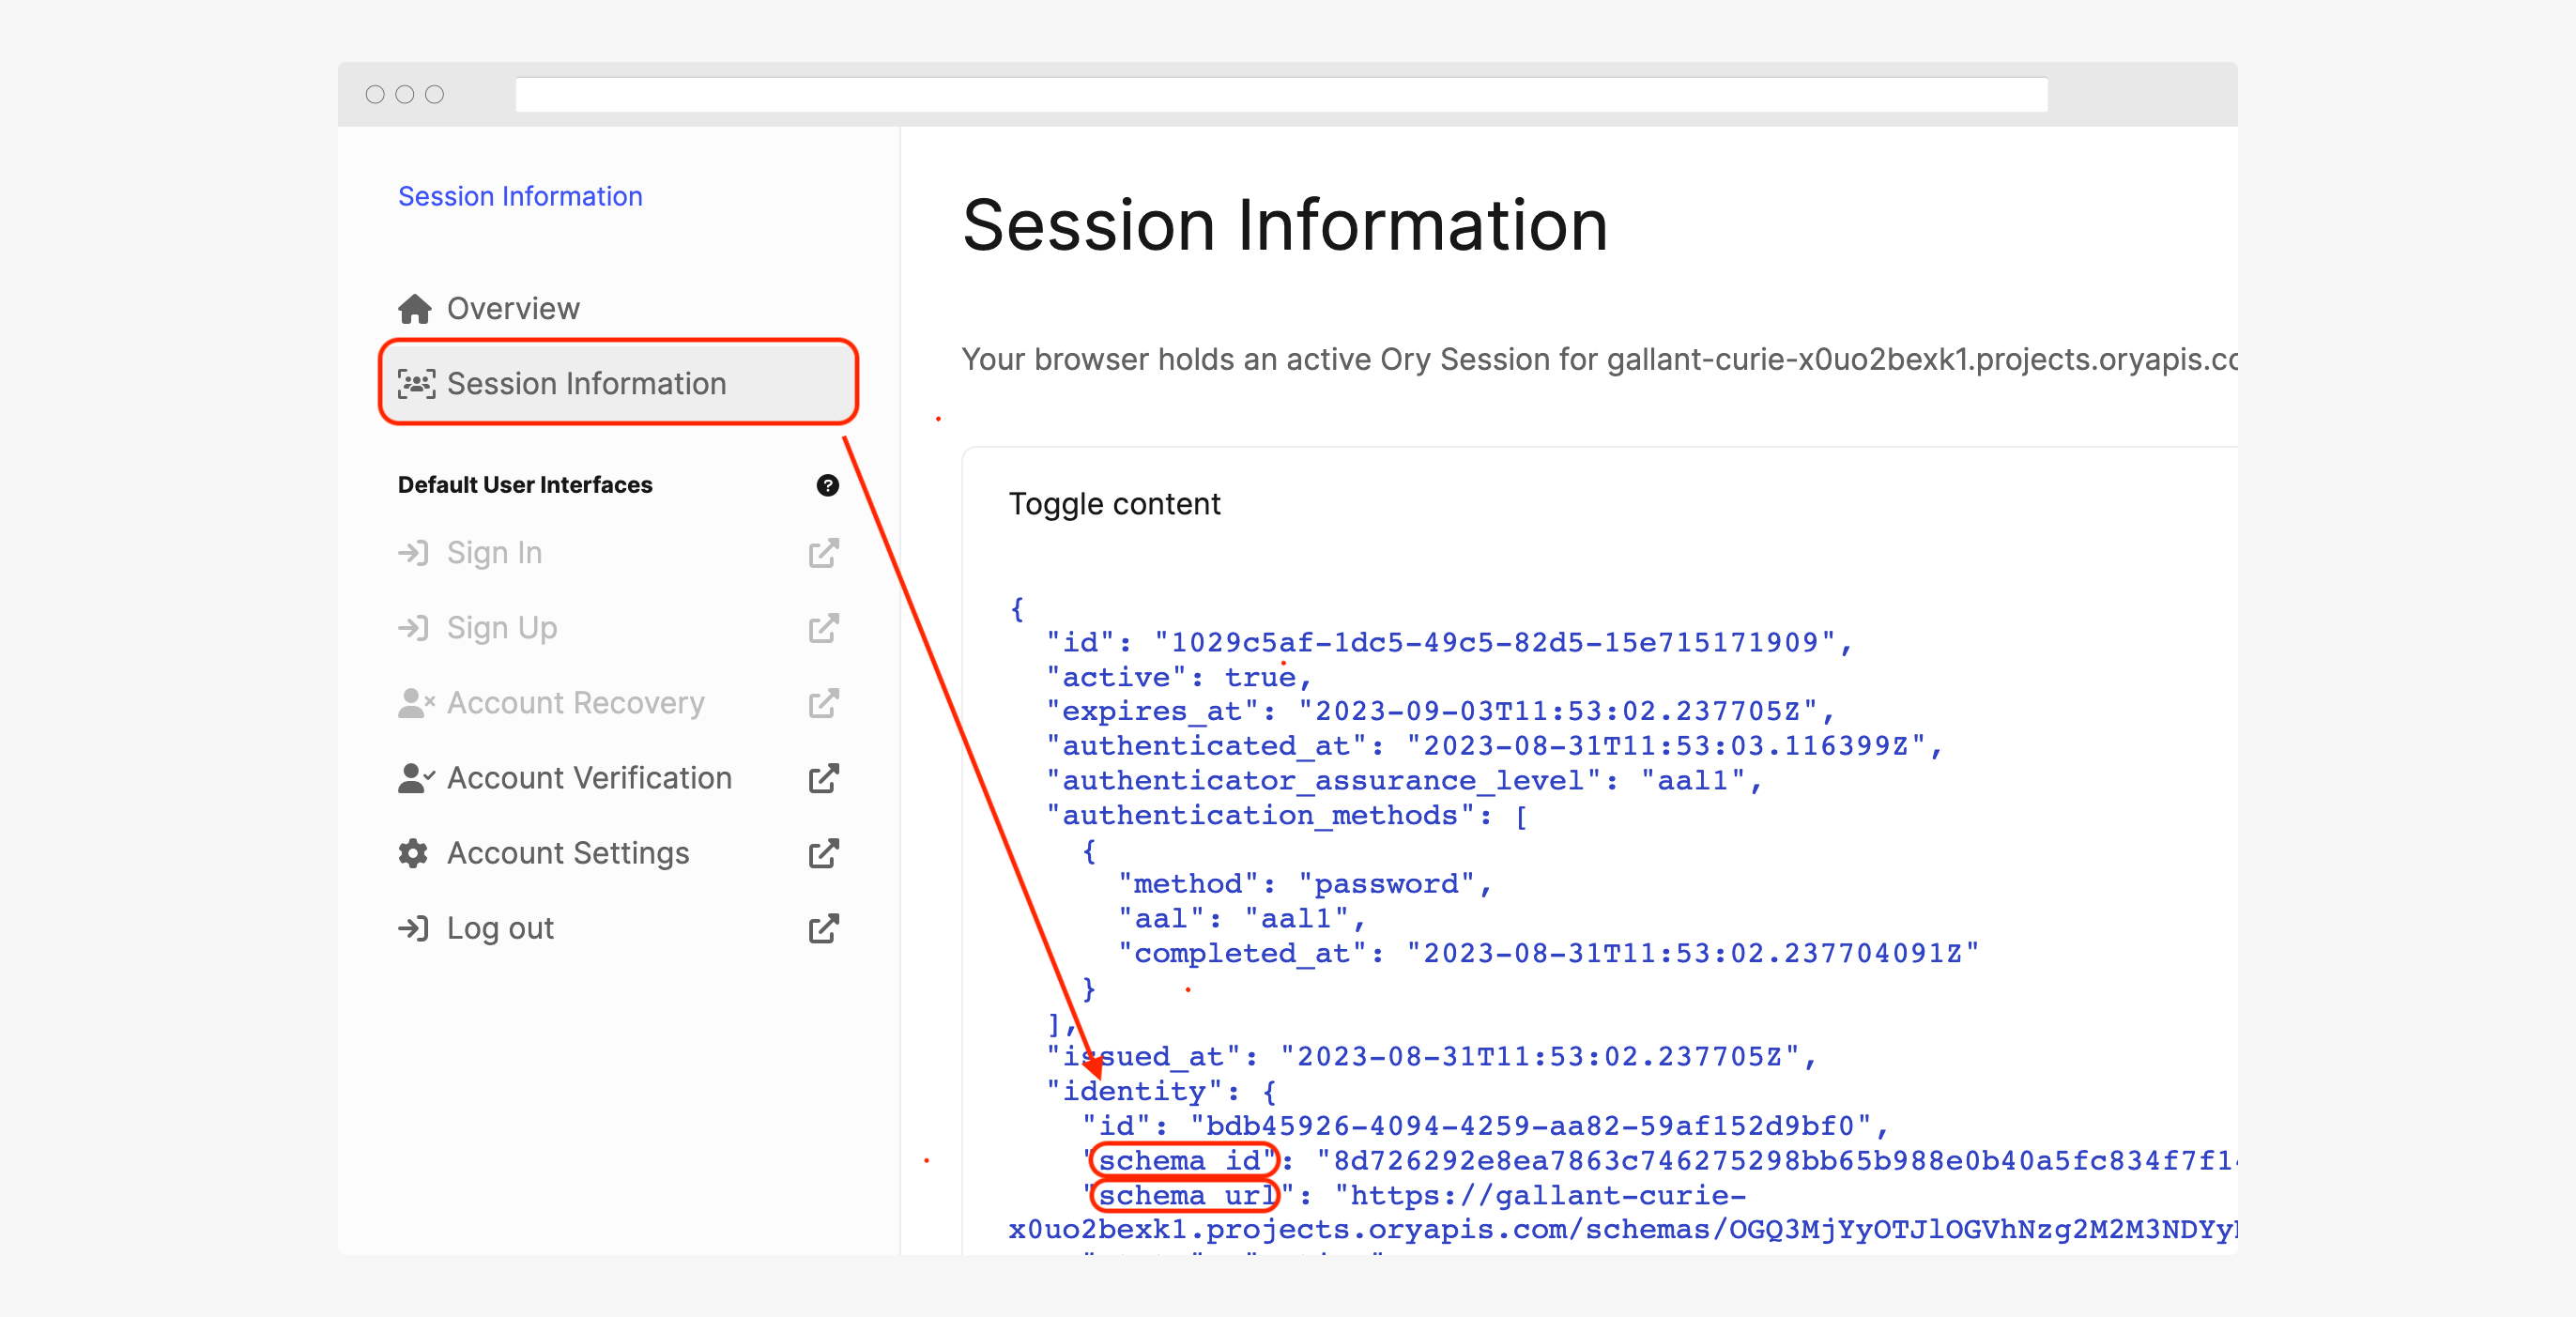 Session Information
Overview
Session Information
Default User Interfaces
Sign In
Sign Up
Account Recovery
Account Verification
Account Settings
Log out
Session Information
Your browser holds an active Ory Session for gallant-curie-x0uo2bexk1.projects.oryapis.co
Toggle content
{
"id": "1029c5af-1dc5-49c5-82d5-15e715171909",
"active": true,
"expires_at": "2023-09-03T11:53:02.237705Z",
"authenticated_at": "2023-08-31T11:53:03.116399Z",
"authenticator_assurance_level": "aal1",
"authentication_methods": [
{
"method": "password",
"aal": "aal1",
"completed_at": "2023-08-31T11:53:02.237704091Z"
}
],
"issued_at": "2023-08-31T11:53:02.237705Z",
"identity": {
"id": "bdb45926-4094-4259-aa82-59af152d9bf0",
"schema_id": "8d726292e8ea7863c746275298bb65b988e0b40a5fc834f7f14
"schema_url": "https://gallant-curie-
x0uo2bexk1.projects.oryapis.com/schemas/OGQ3MjYyOTJlOGVhNzg2M2M3NDYy